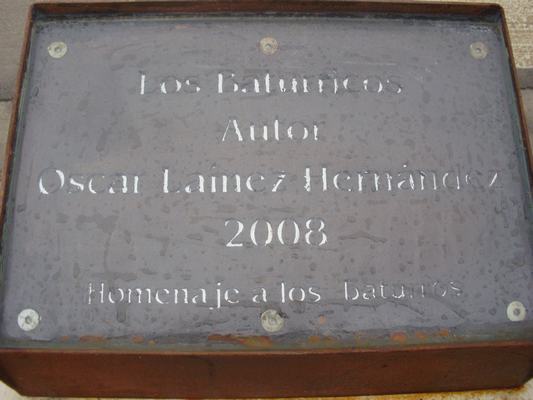 Los Baturricos
Autor
Oscar Laínez Hernández
2008
Homenaje a los baturros